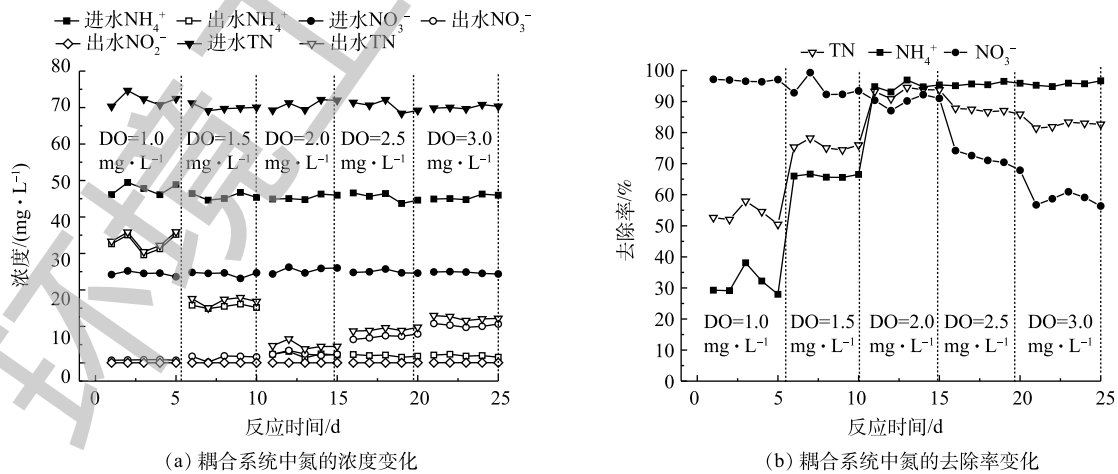 进水NH₄⁺ 出水NH₄⁺ 进水NO₃⁻ 出水NO₃⁻
出水NO₂⁻ 进水TN 出水TN
80
70
60
50
40
30
20
10
0
浓度/(mg·L⁻¹)
DO=1.0 mg·L⁻¹
DO=1.5 mg·L⁻¹
DO=2.0 mg·L⁻¹
DO=2.5 mg·L⁻¹
DO=3.0 mg·L⁻¹
0 5 10 15 20 25
反应时间/d
(a) 耦合系统中氮的浓度变化
TN NH₄⁺ NO₃⁻
100
90
80
70
60
50
40
30
20
10
0
去除率/%
DO=1.0 mg·L⁻¹
DO=1.5 mg·L⁻¹
DO=2.0 mg·L⁻¹
DO=2.5 mg·L⁻¹
DO=3.0 mg·L⁻¹
0 5 10 15 20 25
反应时间/d
(b) 耦合系统中氮的去除率变化
环境工